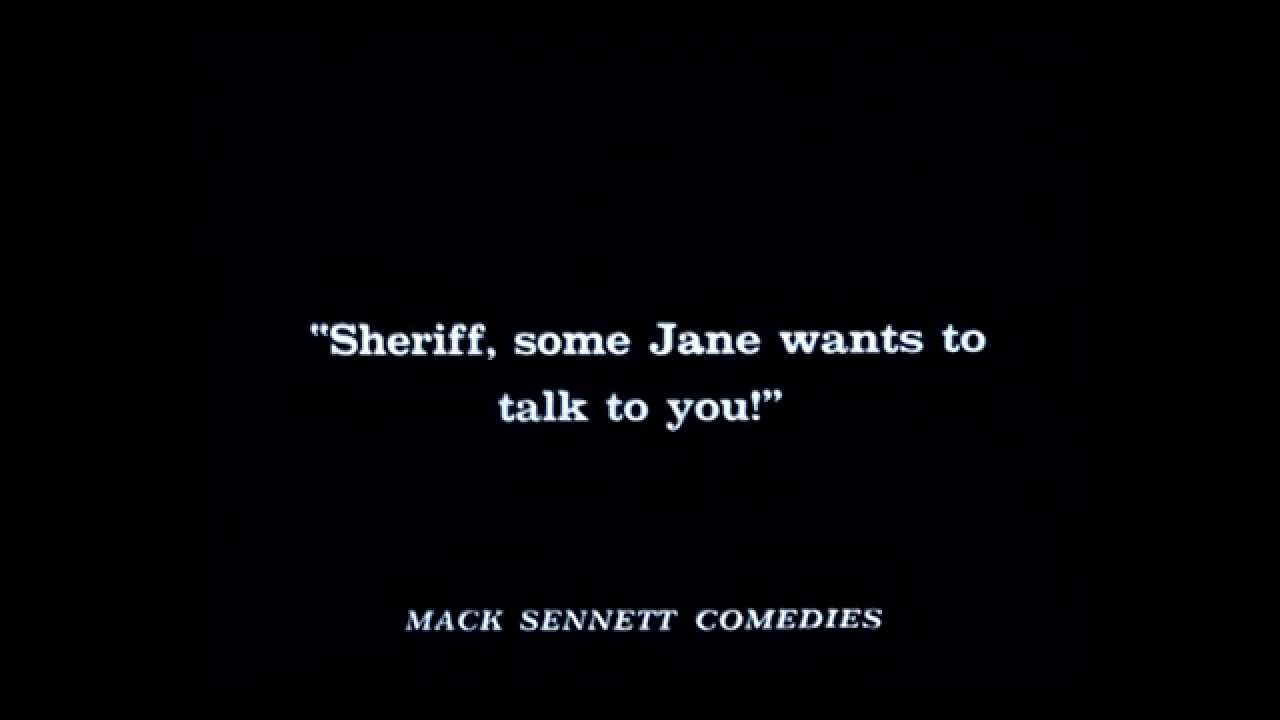 "Sheriff, some Jane wants to
talk to you!”
MACK SENNETT COMEDIES